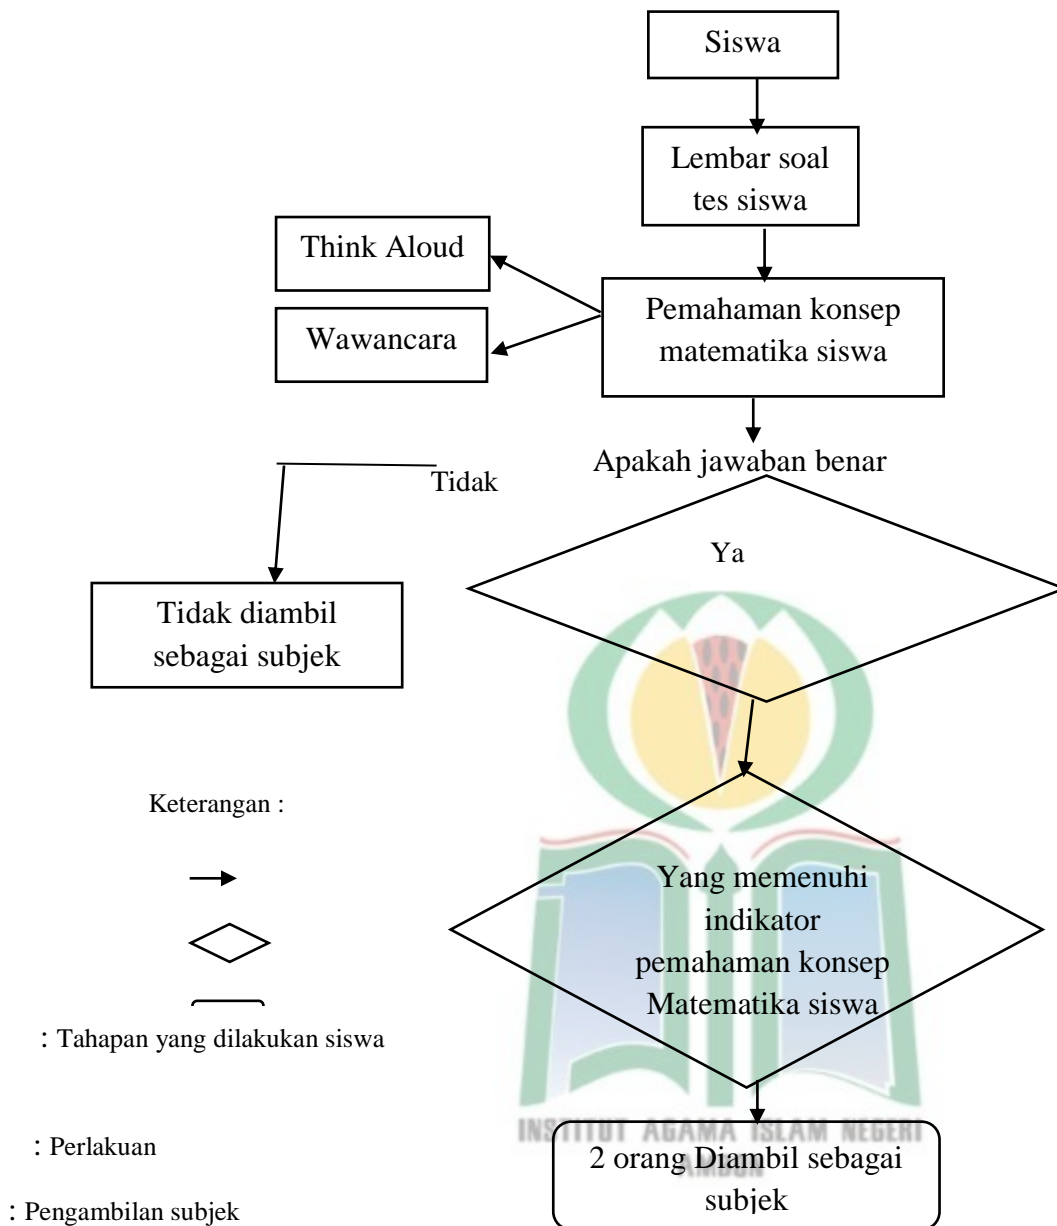 Siswa
Lembar soal
tes siswa
Think Aloud
Pemahaman konsep
matematika siswa
Wawancara
Apakah jawaban benar
Tidak
Ya
Tidak diambil
sebagai subjek
Keterangan :
Yang memenuhi
indikator
pemahaman konsep
Matematika siswa
: Tahapan yang dilakukan siswa
INSTITUT AGAMA ISLAM NEGERI
AMBON
: Perlakuan
2 orang Diambil sebagai
subjek
: Pengambilan subjek